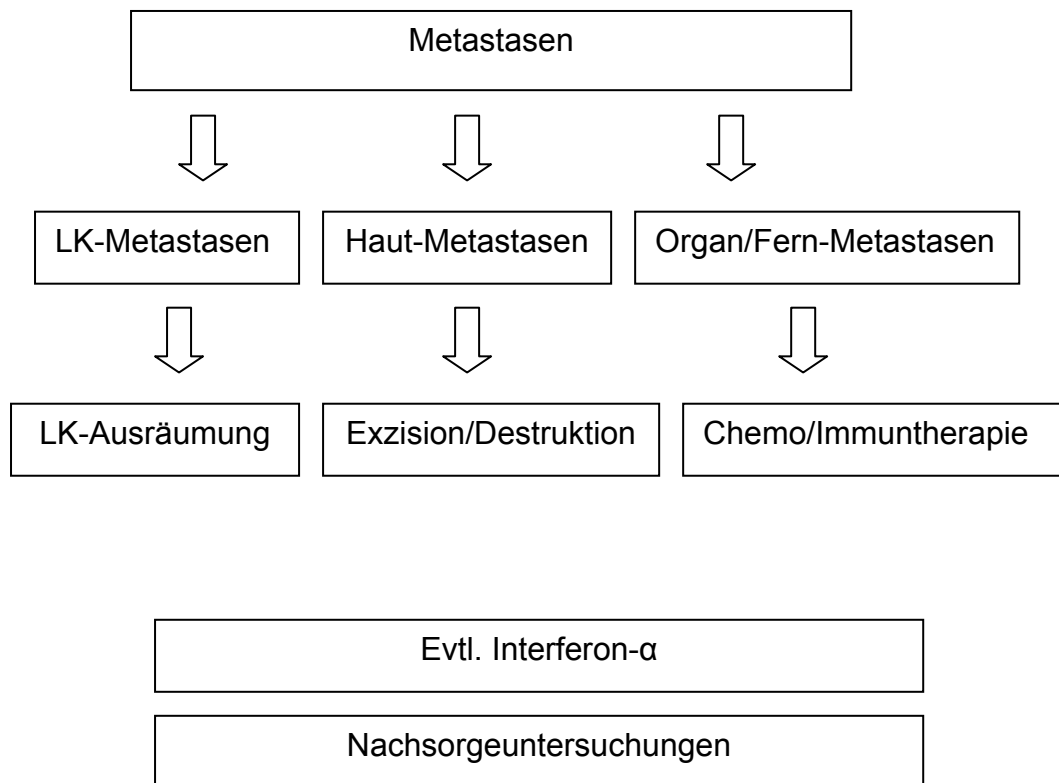 Metastasen
LK-Metastasen
Haut-Metastasen
Organ/Fern-Metastasen
LK-Ausräumung
Exzision/Destruktion
Chemo/Immuntherapie
Evtl. Interferon-α
Nachsorgeuntersuchungen